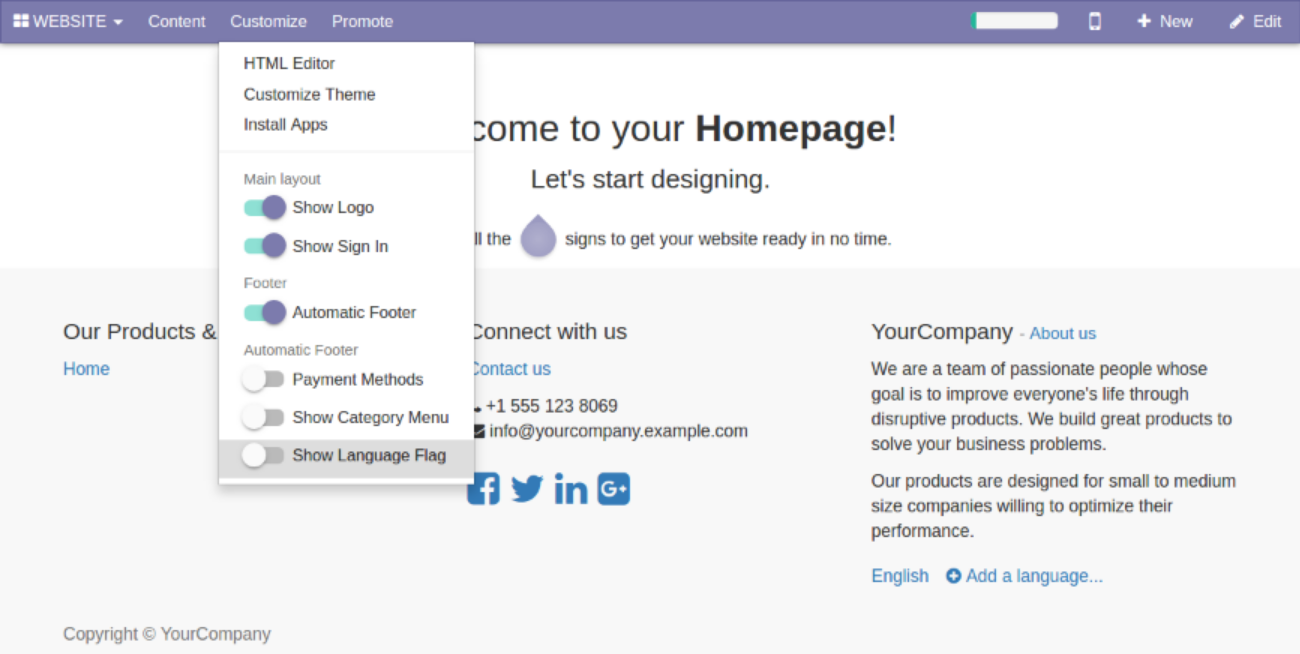 WEBSITE Content Customize Promote New Edit
HTML Editor
Customize Theme
Install Apps
Main layout
Show Logo
Show Sign In
Footer
Automatic Footer
Automatic Footer
Payment Methods
Show Category Menu
Show Language Flag
come to your Homepage!
Let's start designing.
the signs to get your website ready in no time.
Our Products &
Home
Connect with us
Contact us
+1 555 123 8069
info@yourcompany.example.com
YourCompany - About us
We are a team of passionate people whose
goal is to improve everyone's life through
disruptive products. We build great products to
solve your business problems.
Our products are designed for small to medium
size companies willing to optimize their
performance.
English Add a language...
Copyright © YourCompany